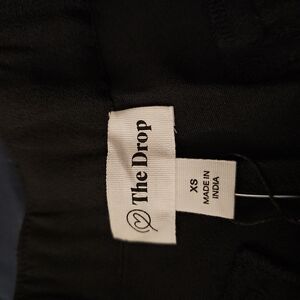 The Drop
XS
MADE IN
INDIA